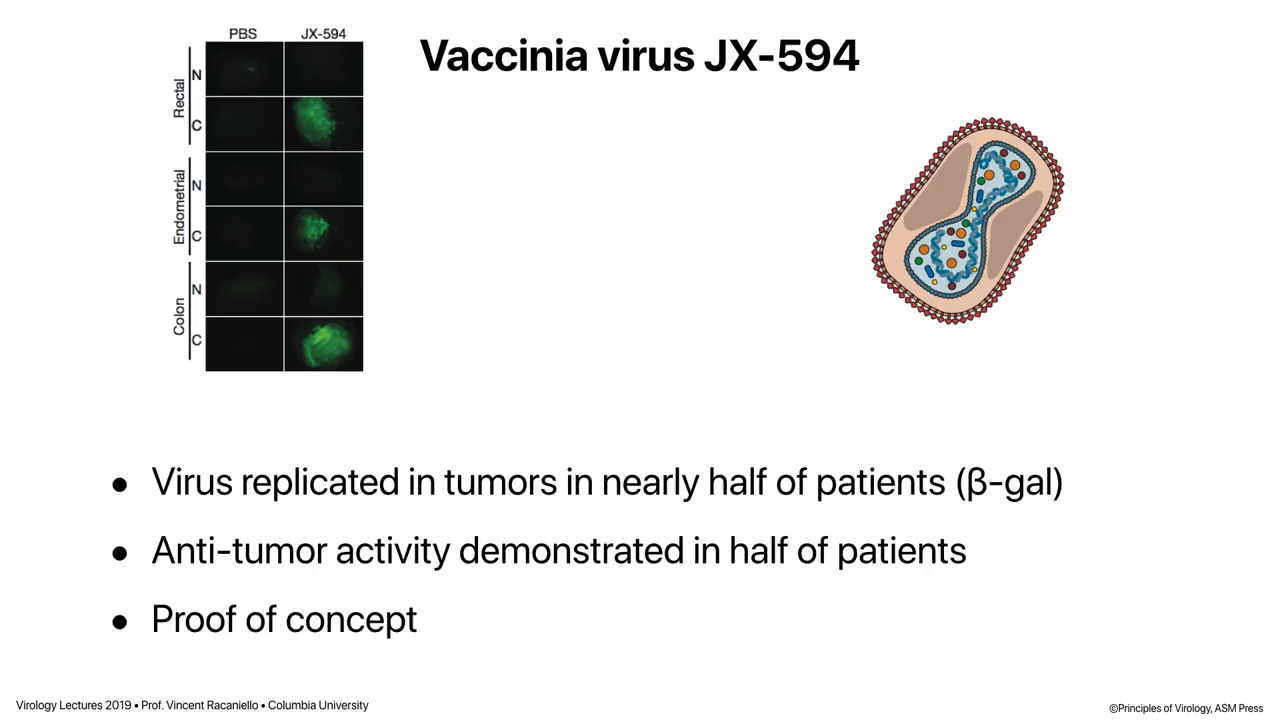 Vaccinia virus JX-594
PBS JX-594
Rectal
N
C
Endometrial
N
C
Colon
N
C
• Virus replicated in tumors in nearly half of patients (β-gal)
• Anti-tumor activity demonstrated in half of patients
• Proof of concept
Virology Lectures 2019 • Prof. Vincent Racaniello • Columbia University
©Principles of Virology, ASM Press